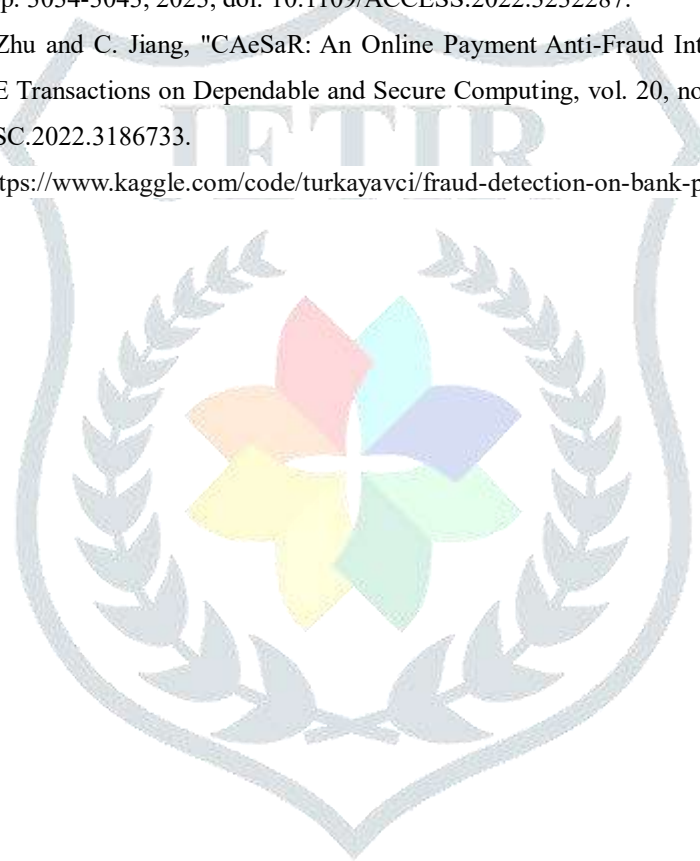 3034-3043, 2023, doi: 10.1109/ACCESS.2022.3232287.
Zhu and C. Jiang, "CAeSaR: An Online Payment Anti-Fraud Int
E Transactions on Dependable and Secure Computing, vol. 20, no
SC.2022.3186733.
tps://www.kaggle.com/code/turkayavci/fraud-detection-on-bank-p
JETIR